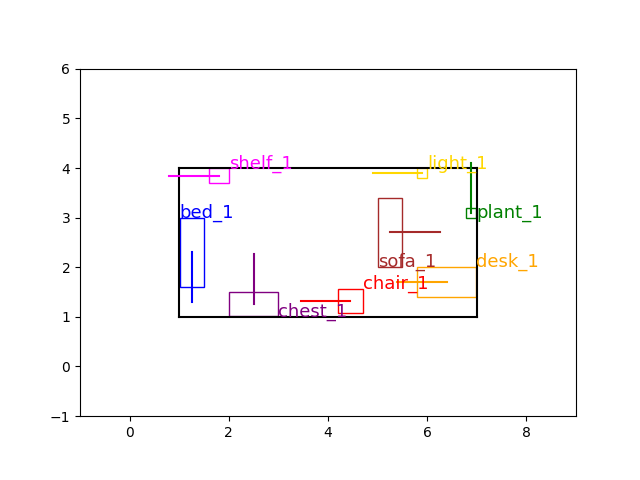 6
5
4
3
2
1
0
−1
shelf_1
light_1
bed_1
plant_1
sofa_1
desk_1
chair_1
chest_1
0
2
4
6
8